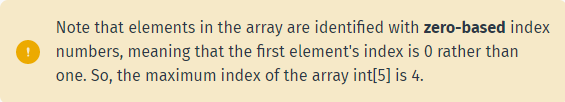 Note that elements in the array are identified with zero-based index
numbers, meaning that the first element's index is 0 rather than
one. So, the maximum index of the array int[5] is 4.